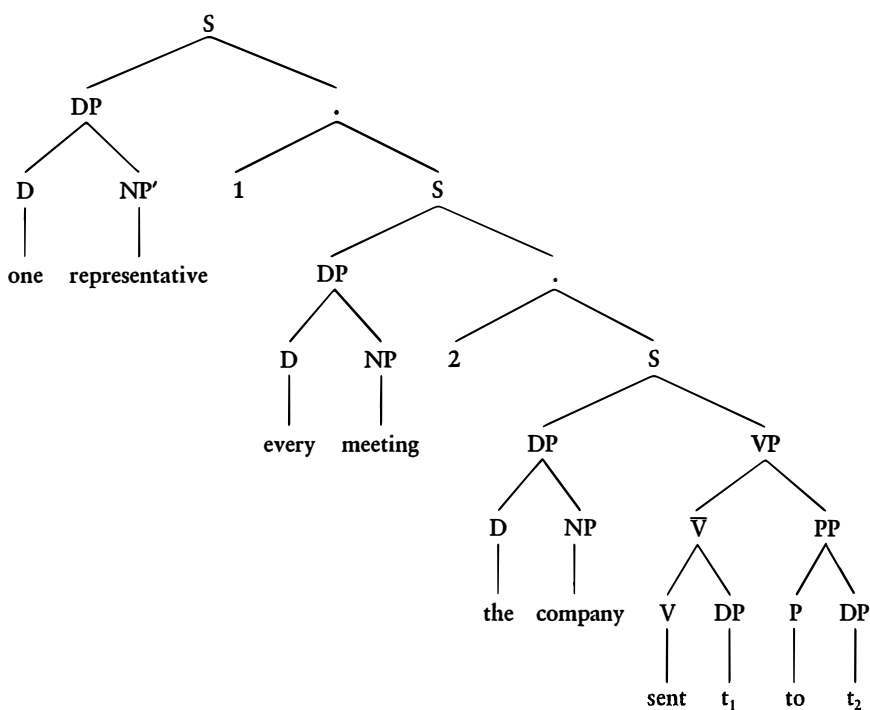 S
DP .
D NP′ 1 S
one representative DP .
D NP 2 S
every meeting DP VP
D NP V̅ PP
the company V DP P DP
sent t₁ to t₂